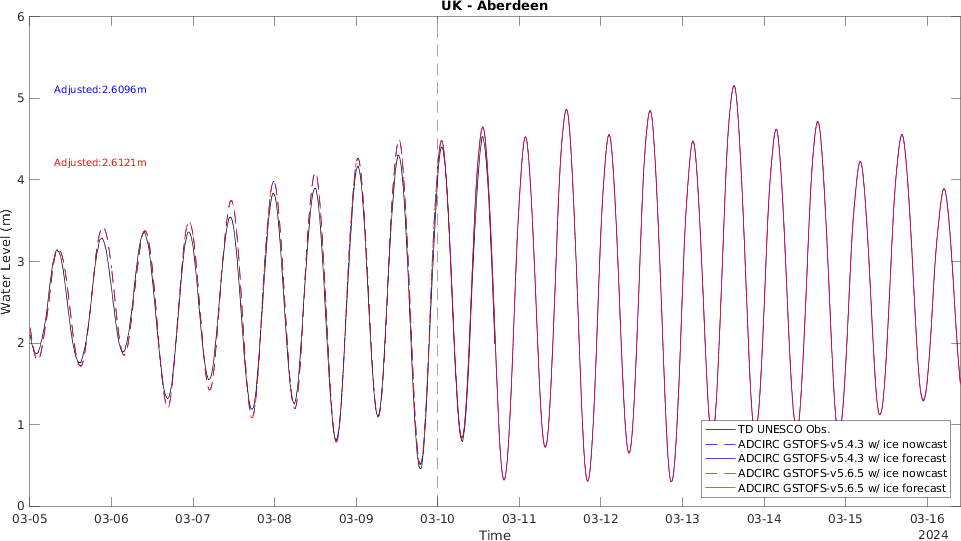 UK - Aberdeen
6
5
4
3
2
1
0
Water Level (m)
Adjusted:2.6096m
Adjusted:2.6121m
TD UNESCO Obs.
ADCIRC GSTOFS-v5.4.3 w/ ice nowcast
ADCIRC GSTOFS-v5.4.3 w/ ice forecast
ADCIRC GSTOFS-v5.6.5 w/ ice nowcast
ADCIRC GSTOFS-v5.6.5 w/ ice forecast
03-05 03-06 03-07 03-08 03-09 03-10 03-11 03-12 03-13 03-14 03-15 03-16
Time
2024